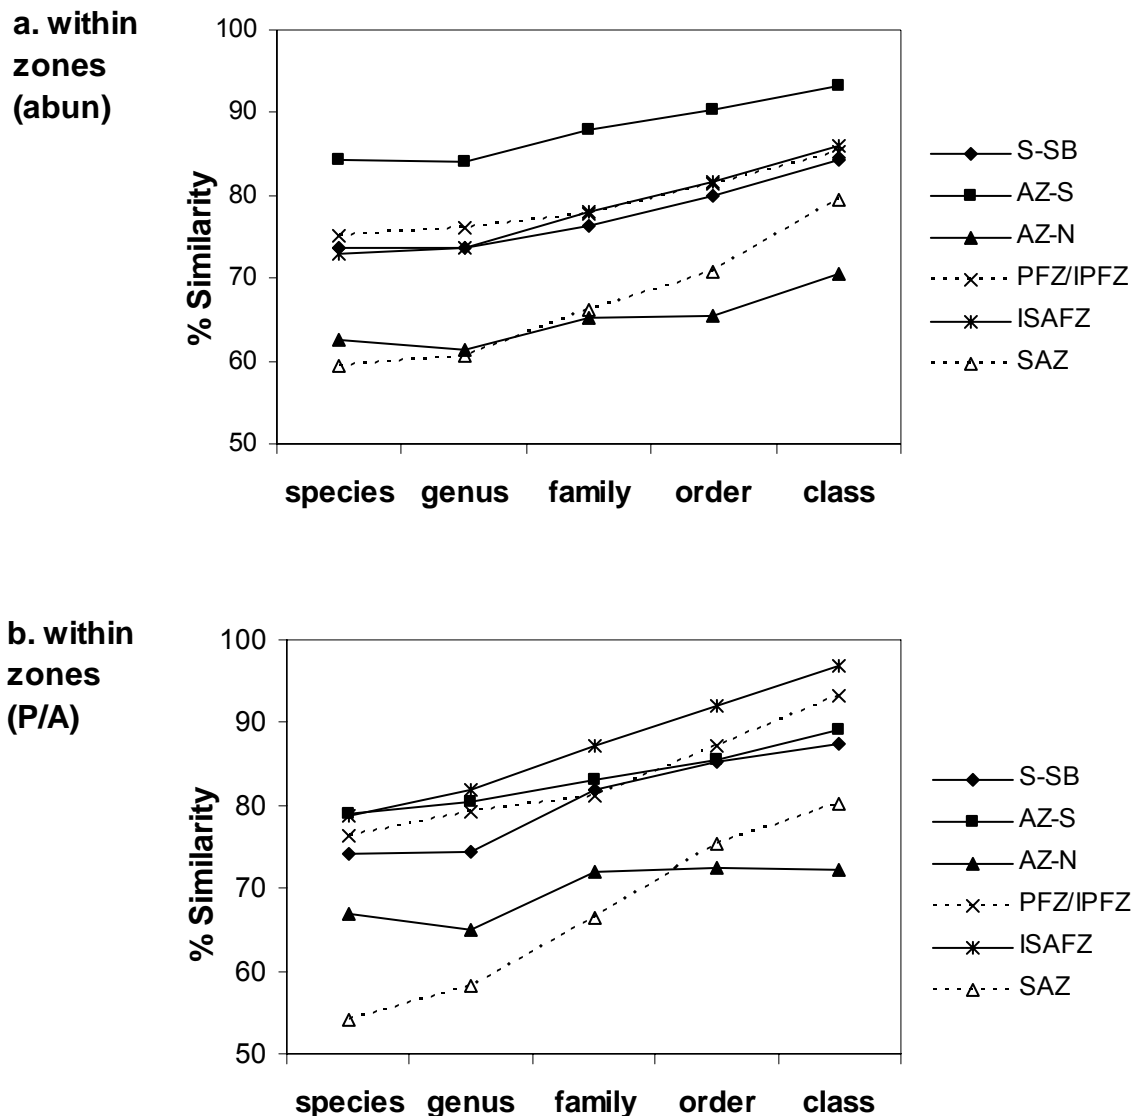 a. within
zones
(abun)
100
90
80
70
60
50
% Similarity
species genus family order class
S-SB
AZ-S
AZ-N
PFZ/IPFZ
ISAFZ
SAZ
b. within
zones
(P/A)
100
90
80
70
60
50
% Similarity
species genus family order class
S-SB
AZ-S
AZ-N
PFZ/IPFZ
ISAFZ
SAZ